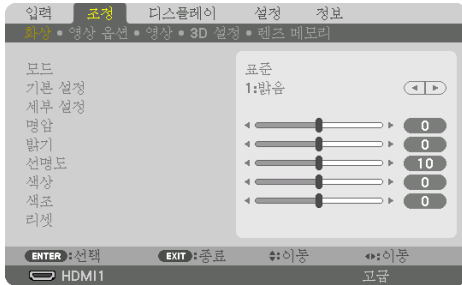 입력 조정 디스플레이 설정 정보
화상 • 영상 옵션 • 영상 • 3D 설정 • 렌즈 메모리
모드 표준
기본 설정 1:밝음
세부 설정
명암 0
밝기 0
선명도 10
색상 0
색조 0
리셋
ENTER :선택 EXIT :종료 :이동 :이동
HDMI1 고급